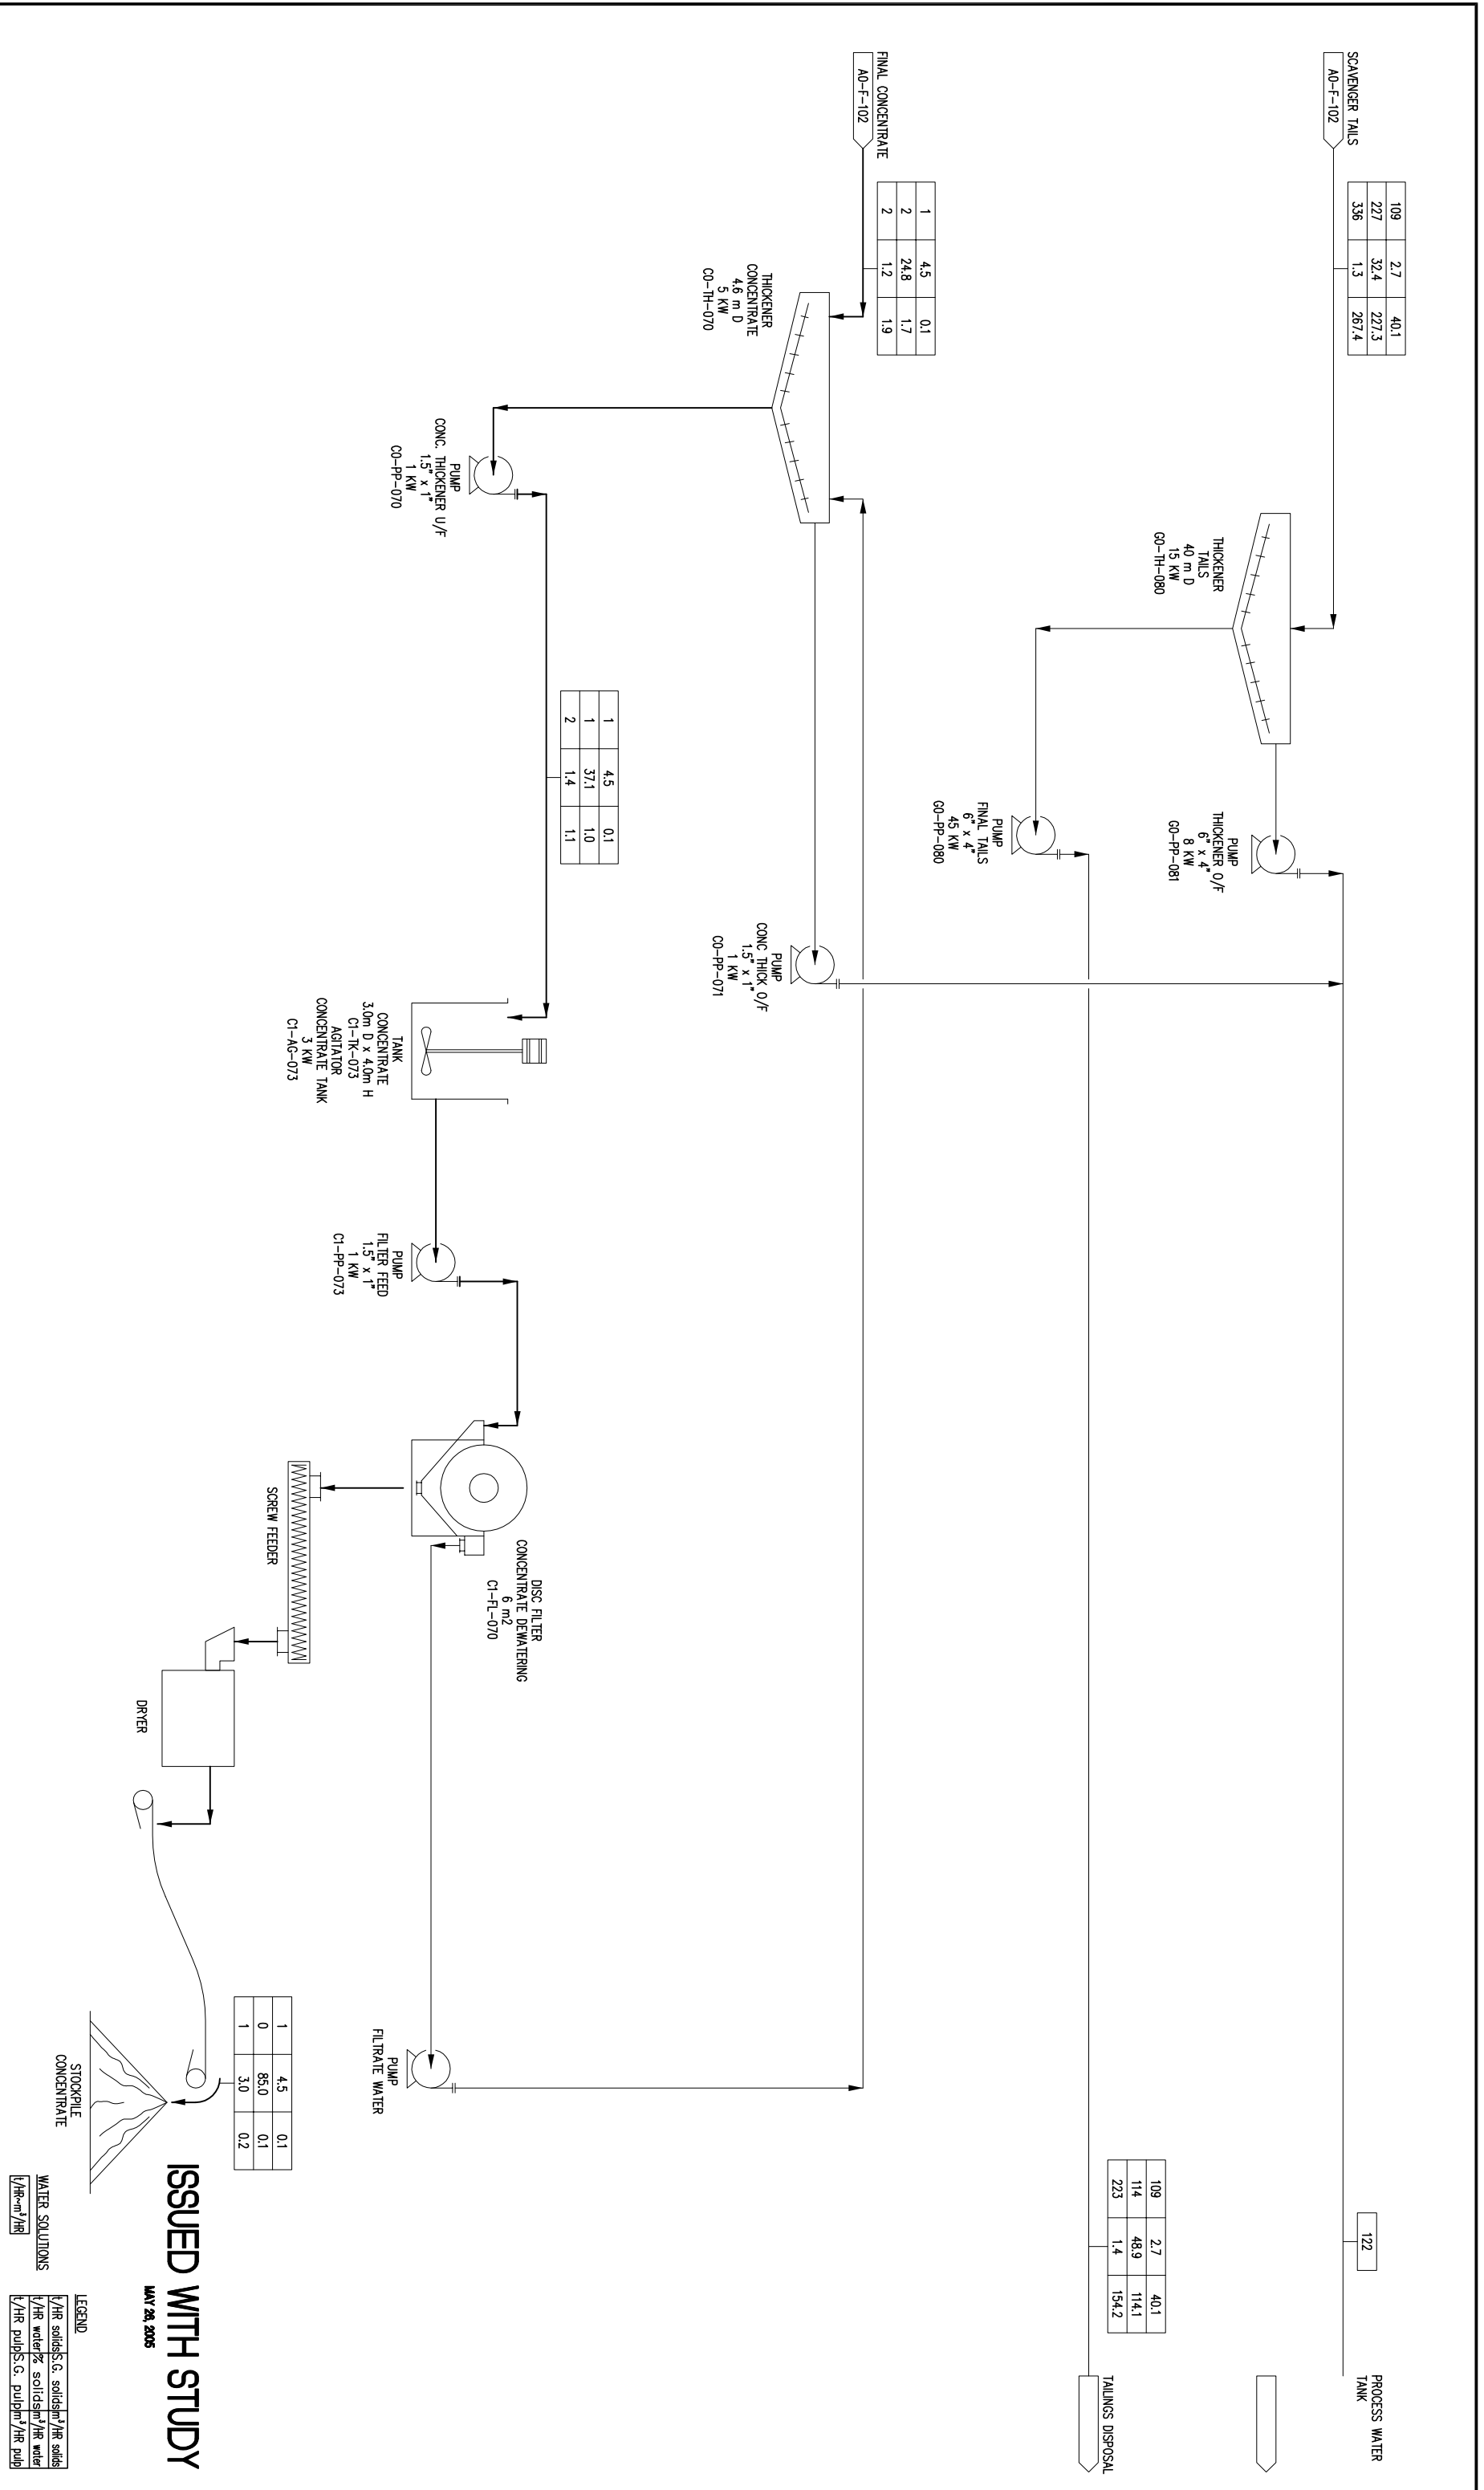 SCAVENGER TAILS
A0-F-102
109 2.7 40.1
227 32.4 227.3
336 1.3 267.4
122
PROCESS WATER
TANK
THICKENER
TAILS
40 m D
15 KW
G0-TH-080
PUMP
THICKENER O/F
6" x 4"
8 KW
G0-PP-081
PUMP
FINAL TAILS
6" x 4"
45 KW
G0-PP-080
109 2.7 40.1
114 48.9 114.1
223 1.4 154.2
TAILINGS DISPOSAL
FINAL CONCENTRATE
A0-F-102
1 4.5 0.1
2 24.8 1.7
2 1.2 1.9
THICKENER
CONCENTRATE
4.6 m D
5 KW
C0-TH-070
PUMP
CONC THICK O/F
1.5" x 1"
1 KW
C0-PP-071
PUMP
CONC. THICKENER U/F
1.5" x 1"
1 KW
C0-PP-070
1 4.5 0.1
1 37.1 1.0
2 1.4 1.1
TANK
CONCENTRATE
3.0m D x 4.0m H
C1-TK-073
AGITATOR
CONCENTRATE TANK
3 KW
C1-AG-073
PUMP
FILTER FEED
1.5" x 1"
1 KW
C1-PP-073
DISC FILTER
CONCENTRATE DEWATERING
6 m2
C1-FL-070
SCREW FEEDER
DRYER
PUMP
FILTRATE WATER
1 4.5 0.1
0 85.0 0.1
1 3.0 0.2
STOCKPILE
CONCENTRATE
ISSUED WITH STUDY
MAY 26, 2005
WATER SOLUTIONS
t/HR~m³/HR
LEGEND
t/HR solids S.G. solids m³/HR solids
t/HR water % solids m³/HR water
t/HR pulp S.G. pulp m³/HR pulp